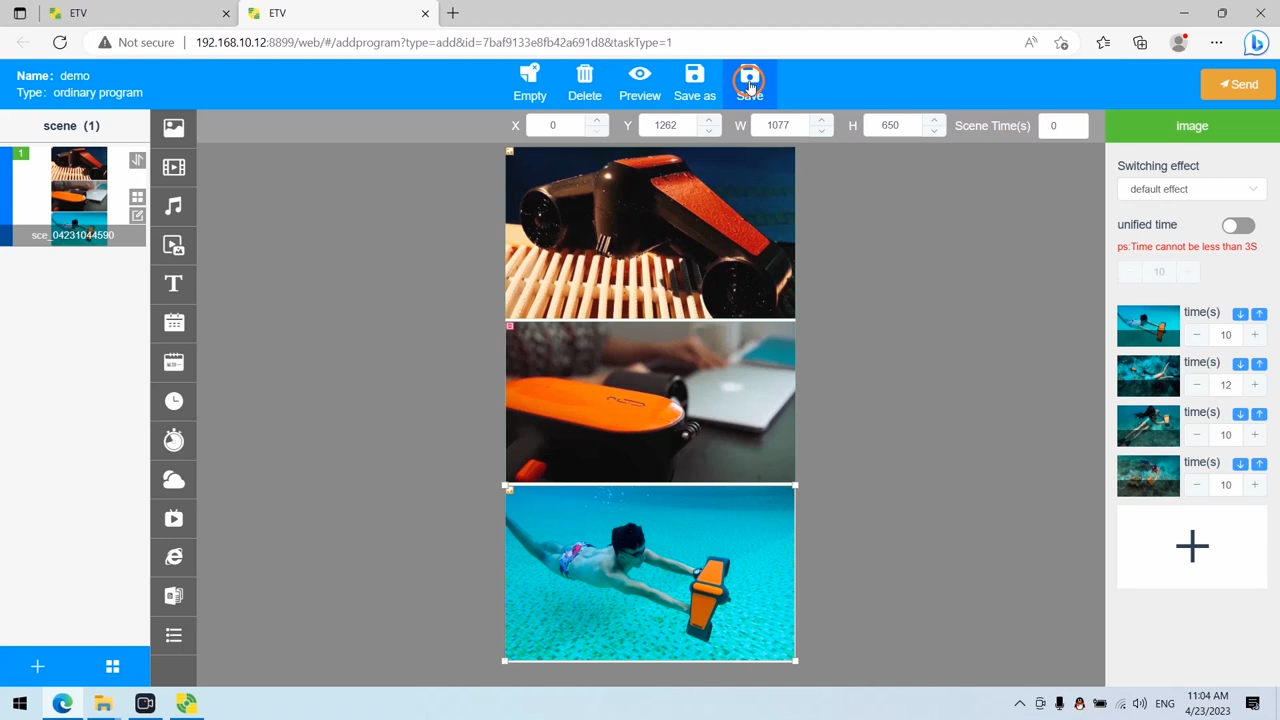 ETV
ETV
Not secure
192.168.10.12:8899/web/#/addprogram?type=add&id=7baf9133e8fb42a691d8&taskType=1
Name: demo
Type: ordinary program
Empty
Delete
Preview
Save as
Save
Send
scene (1)
X 0 Y 1262 W 1077 H 650 Scene Time(s) 0
image
1
sce_04231044590
Switching effect
default effect
unified time
ps:Time cannot be less than 3S
10
time(s)
10
time(s)
12
time(s)
10
time(s)
10
ENG
11:04 AM
4/23/2023